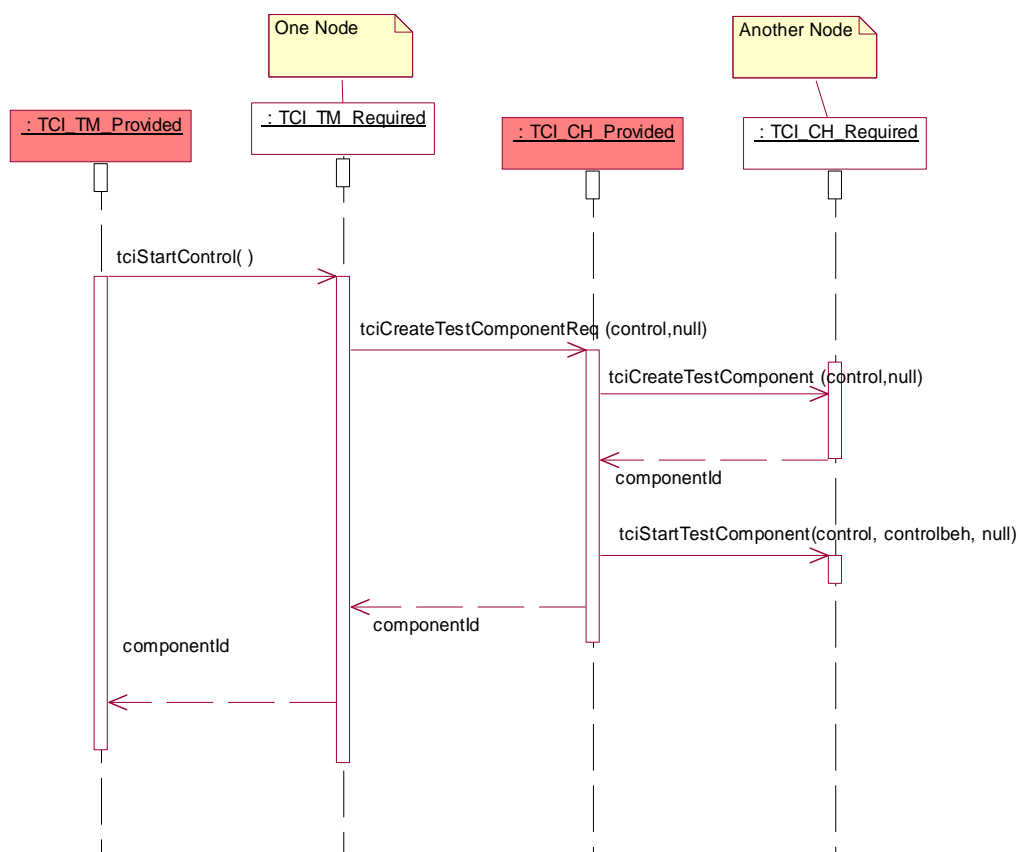 One Node
Another Node
: TCI_TM_Provided
: TCI_TM_Required
: TCI_CH_Provided
: TCI_CH_Required
tciStartControl( )
tciCreateTestComponentReq (control,null)
tciCreateTestComponent (control,null)
componentId
tciStartTestComponent(control, controlbeh, null)
componentId
componentId